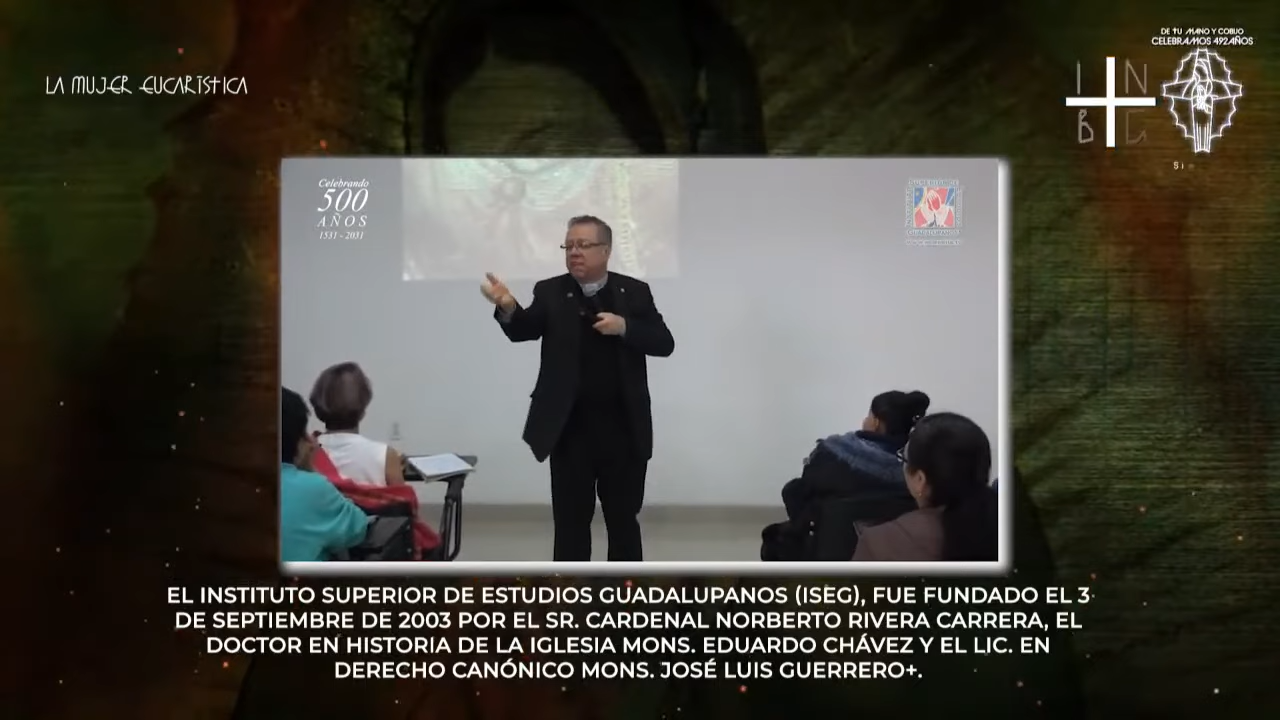 DE TU MANO Y COBIJO
CELEBRAMOS 492 AÑOS
LA MUJER EUCARÍSTICA
I N
B G
Celebrando
500
AÑOS
1531 - 2031
EL INSTITUTO SUPERIOR DE ESTUDIOS GUADALUPANOS (ISEG), FUE FUNDADO EL 3
DE SEPTIEMBRE DE 2003 POR EL SR. CARDENAL NORBERTO RIVERA CARRERA, EL
DOCTOR EN HISTORIA DE LA IGLESIA MONS. EDUARDO CHÁVEZ Y EL LIC. EN
DERECHO CANÓNICO MONS. JOSÉ LUIS GUERRERO+.